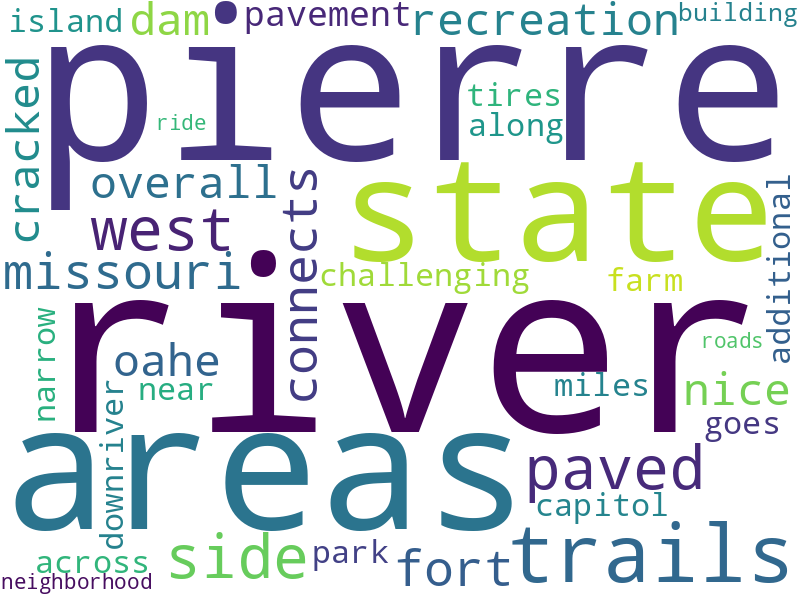 island dam pavement recreation building
pierre
cracked
ride
tires
along
overall
connects
state
west
additional
missouri
challenging
farm
river
narrow
oahe
roads
near
miles
nice
downriver
goes
areas
paved
capitol
across
side
park
fort
trails
neighborhood